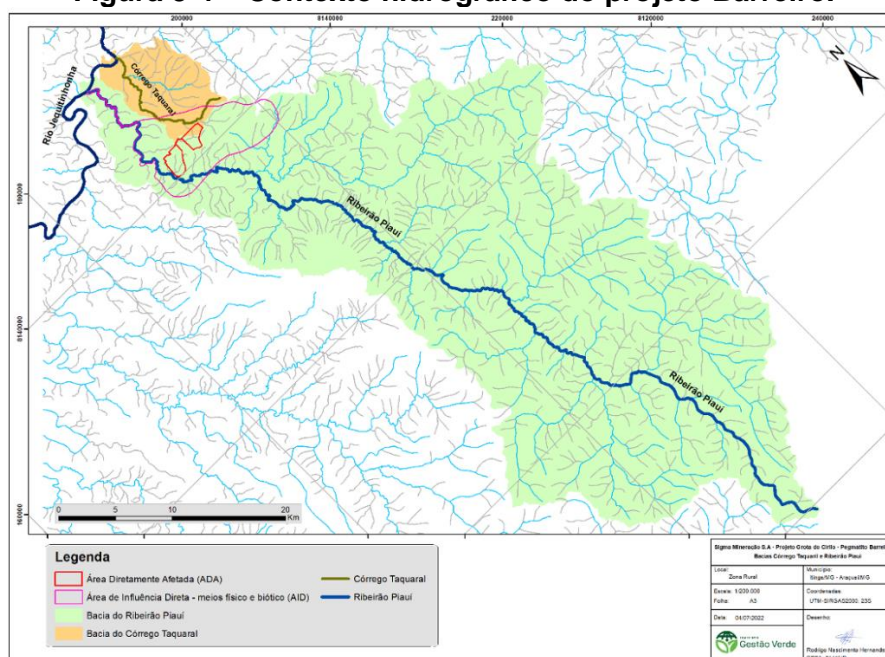 Figura 5-7 – Contexto hidrográfico do projeto Barreiro.
200000
8140000
220000
8120000
240000
N
Rio Jequitinhonha
Córrego Taquaral
180000
Ribeirão Piauí
8140000
Ribeirão Piauí
160000
0 5 10 20
Km
Legenda
Área Diretamente Afetada (ADA)
Área de Influência Direta - meios físico e biótico (AID)
Bacia do Ribeirão Piauí
Bacia do Córrego Taquaral
Córrego Taquaral
Ribeirão Piauí
Sigma Mineração S.A - Projeto Grota do Cirilo - Pegmatito Barreiro
Bacias Córrego Taquaral e Ribeirão Piauí
Local:
Zona Rural
Município:
Itinga/MG - Araçuaí/MG
Escala: 1/200.000
Folha: A3
Coordenadas:
UTM-SIRGAS2000, 23S
Data: 04/07/2022
Desenho:
Gestão Verde
Rodrigo Nascimento Hernandes